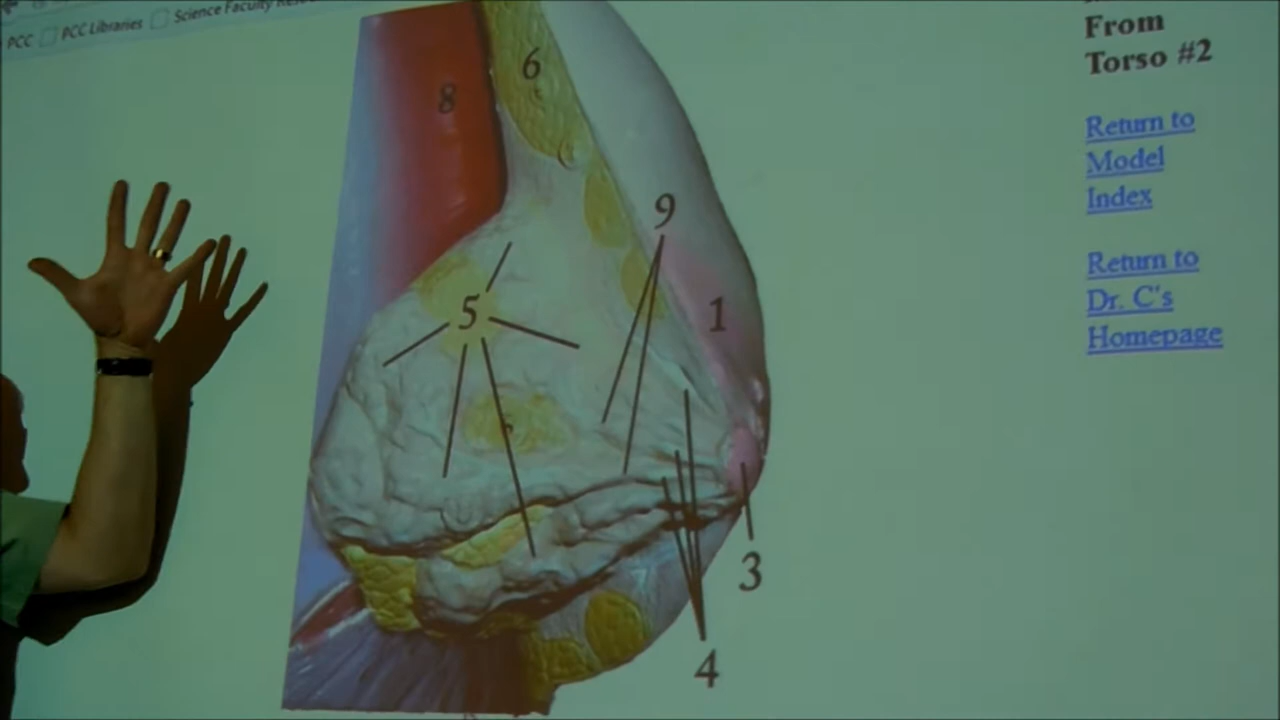 PCC PCC Libraries Science Faculty
From
Torso #2
Return to
Model
Index
Return to
Dr. C's
Homepage
8
6
9
1
5
3
4